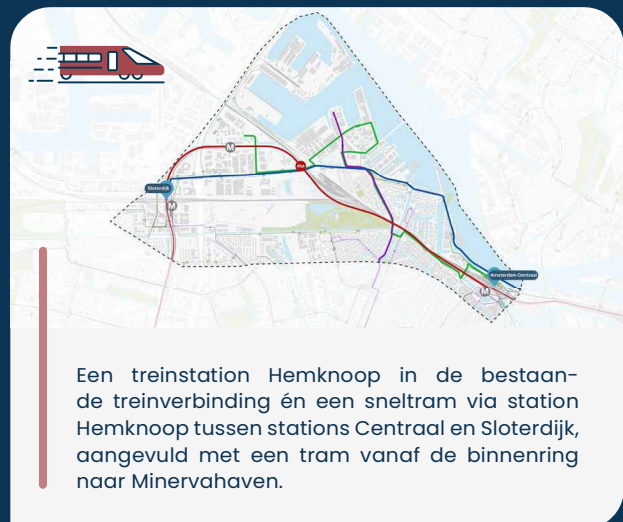 M
Sloterdijk
M
Amsterdam Centraal
M
Een treinstation Hemknoop in de bestaan-
de treinverbinding én een sneltram via station
Hemknoop tussen stations Centraal en Sloterdijk,
aangevuld met een tram vanaf de binnenring
naar Minervahaven.